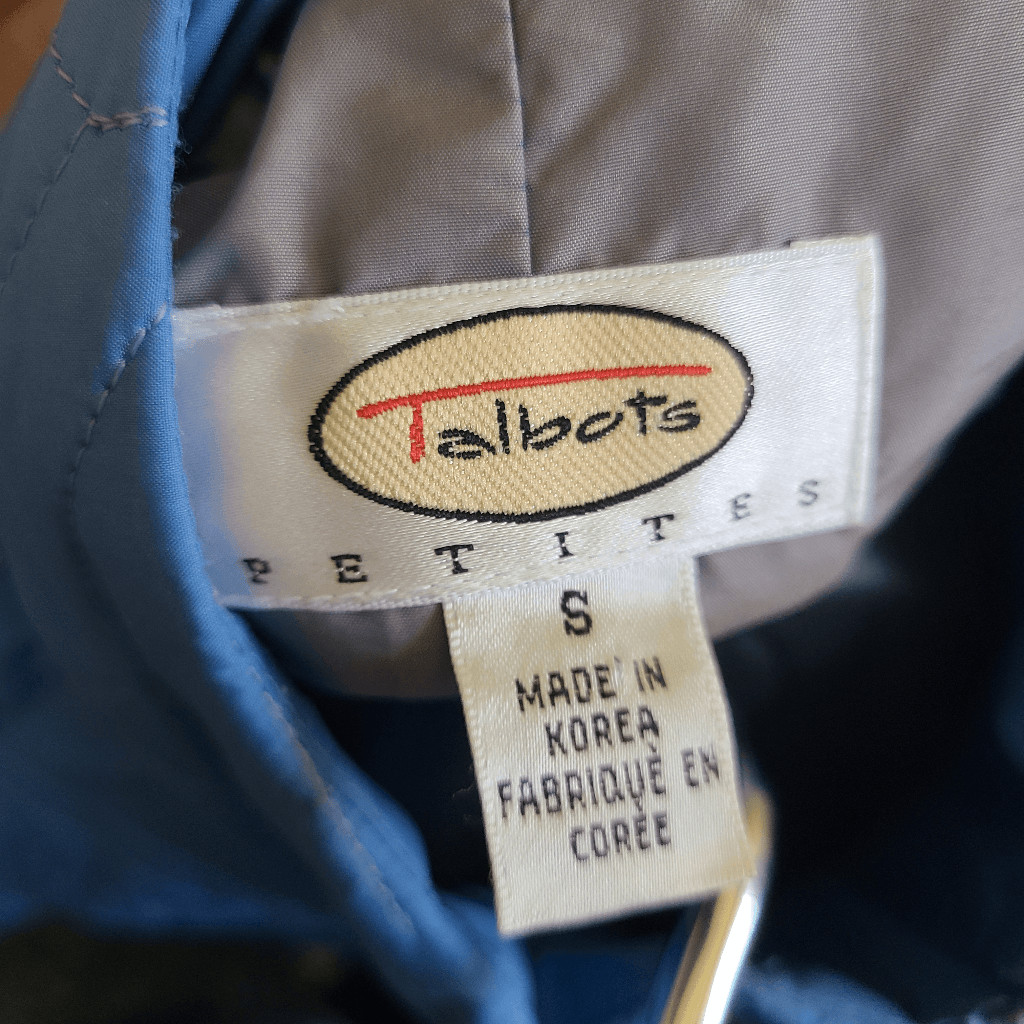 Talbots
PETITES
S
MADE IN
KOREA
FABRIQUÉ EN
CORÉE